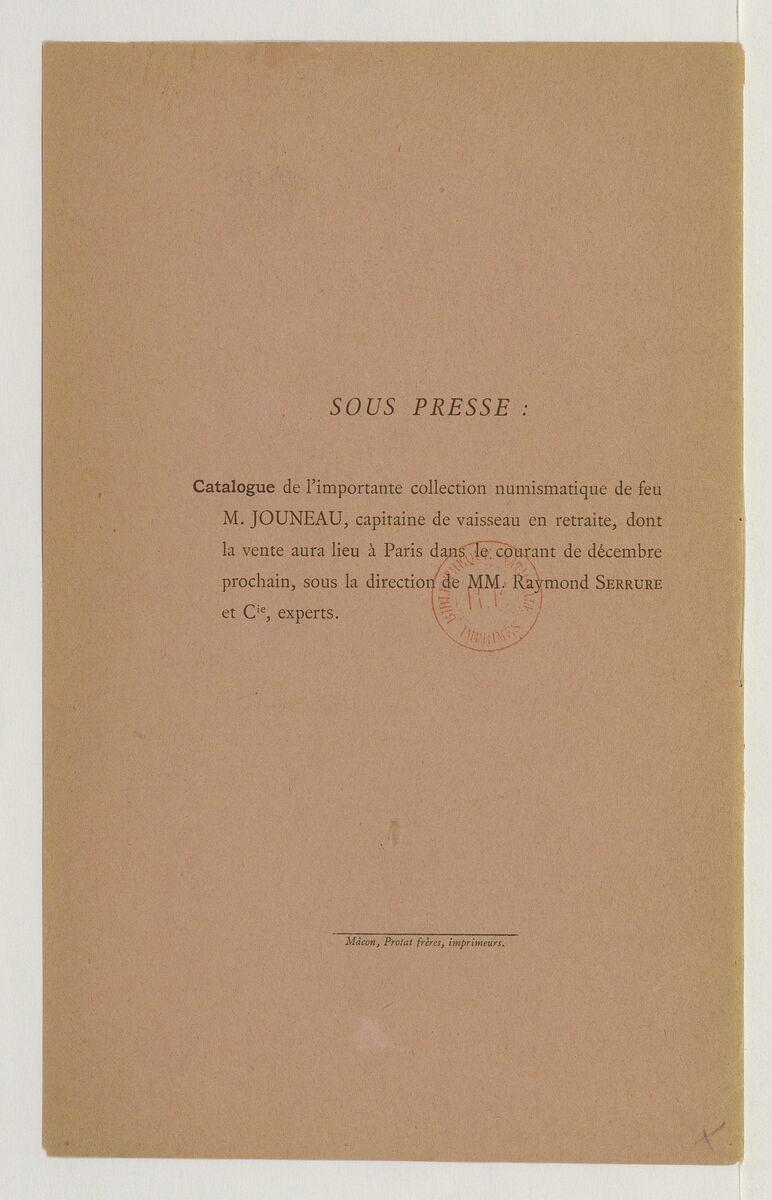 SOUS PRESSE :
Catalogue de l'importante collection numismatique de feu
M. JOUNEAU, capitaine de vaisseau en retraite, dont
la vente aura lieu à Paris dans le courant de décembre
prochain, sous la direction de MM. Raymond SERRURE
et Cie, experts.
BIBLIOTHÈQUE NATIONALE
R.F.
IMPRIMÉS
Mâcon, Protat frères, imprimeurs.